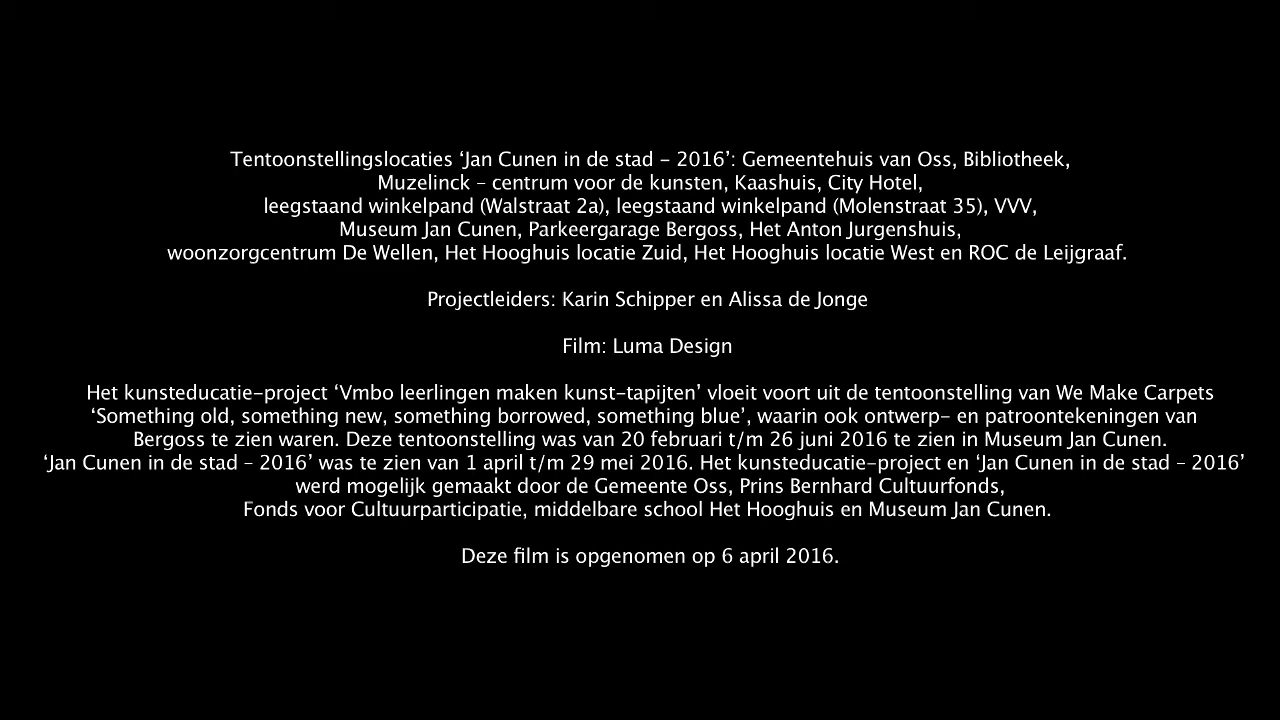 Tentoonstellingslocaties ‘Jan Cunen in de stad – 2016’: Gemeentehuis van Oss, Bibliotheek,
Muzelinck – centrum voor de kunsten, Kaashuis, City Hotel,
leegstaand winkelpand (Walstraat 2a), leegstaand winkelpand (Molenstraat 35), VVV,
Museum Jan Cunen, Parkeergarage Bergoss, Het Anton Jurgenshuis,
woonzorgcentrum De Wellen, Het Hooghuis locatie Zuid, Het Hooghuis locatie West en ROC de Leijgraaf.
Projectleiders: Karin Schipper en Alissa de Jonge
Film: Luma Design
Het kunsteducatie-project ‘Vmbo leerlingen maken kunst-tapijten’ vloeit voort uit de tentoonstelling van We Make Carpets
‘Something old, something new, something borrowed, something blue’, waarin ook ontwerp- en patroontekeningen van
Bergoss te zien waren. Deze tentoonstelling was van 20 februari t/m 26 juni 2016 te zien in Museum Jan Cunen.
‘Jan Cunen in de stad – 2016’ was te zien van 1 april t/m 29 mei 2016. Het kunsteducatie-project en ‘Jan Cunen in de stad – 2016’
werd mogelijk gemaakt door de Gemeente Oss, Prins Bernhard Cultuurfonds,
Fonds voor Cultuurparticipatie, middelbare school Het Hooghuis en Museum Jan Cunen.
Deze film is opgenomen op 6 april 2016.